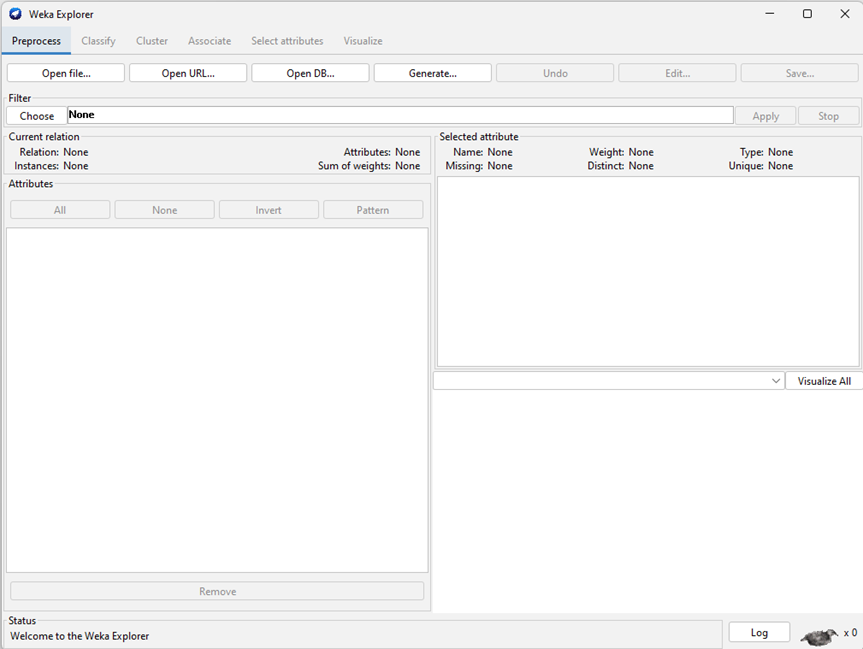 Weka Explorer
Preprocess Classify Cluster Associate Select attributes Visualize
Open file... Open URL... Open DB... Generate... Undo Edit... Save...
Filter
Choose None Apply Stop
Current relation
Relation: None Attributes: None
Instances: None Sum of weights: None
Selected attribute
Name: None Weight: None Type: None
Missing: None Distinct: None Unique: None
Attributes
All None Invert Pattern
Visualize All
Remove
Status
Welcome to the Weka Explorer
Log x 0